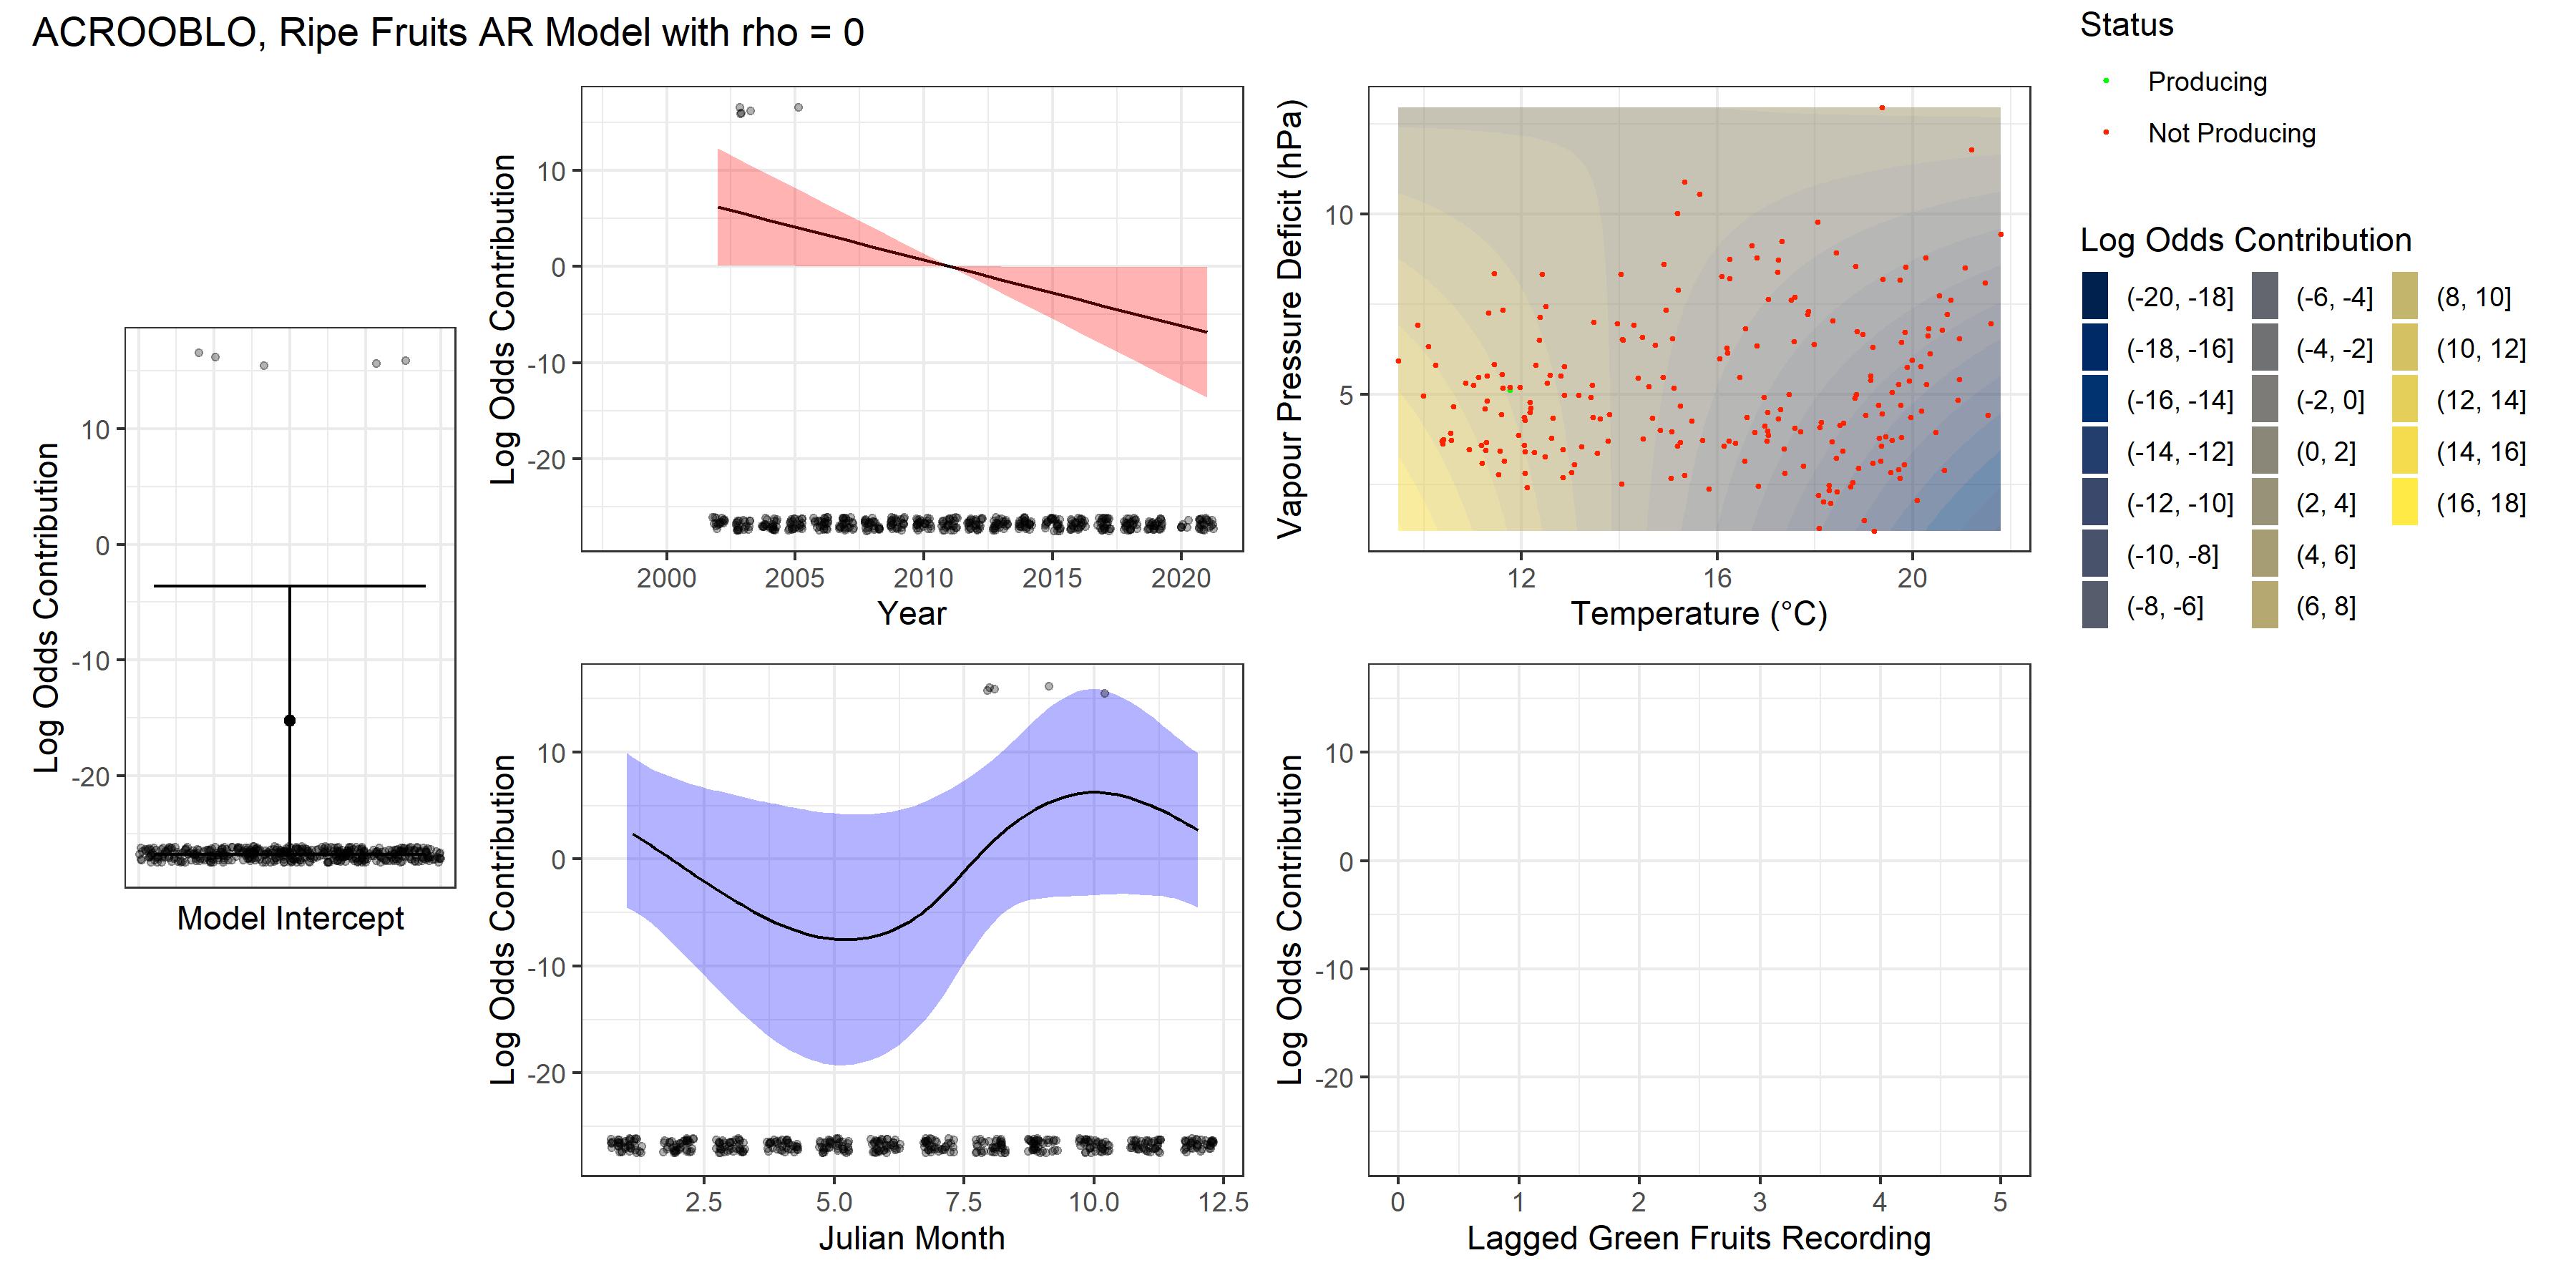 ACROOBLO, Ripe Fruits AR Model with rho = 0
Log Odds Contribution
10
0
-10
-20
Model Intercept
Log Odds Contribution
10
0
-10
-20
2000 2005 2010 2015 2020
Year
Vapour Pressure Deficit (hPa)
10
5
12 16 20
Temperature (°C)
Log Odds Contribution
10
0
-10
-20
2.5 5.0 7.5 10.0 12.5
Julian Month
Log Odds Contribution
10
0
-10
-20
0 1 2 3 4 5
Lagged Green Fruits Recording
Status
Producing
Not Producing
Log Odds Contribution
(-20, -18]
(-18, -16]
(-16, -14]
(-14, -12]
(-12, -10]
(-10, -8]
(-8, -6]
(-6, -4]
(-4, -2]
(-2, 0]
(0, 2]
(2, 4]
(4, 6]
(6, 8]
(8, 10]
(10, 12]
(12, 14]
(14, 16]
(16, 18]